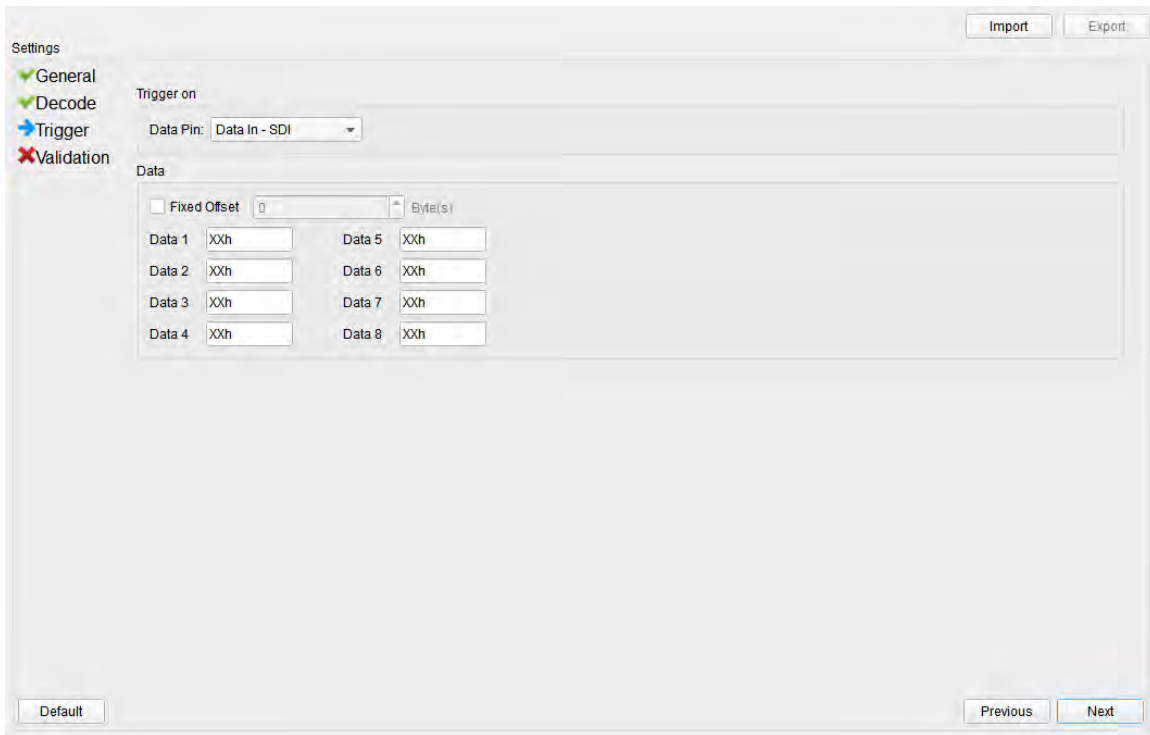 Import Export
Settings
General
Decode
Trigger
Validation
Trigger on
Data Pin: Data In - SDI
Data
Fixed Offset 0 Byte(s)
Data 1 XXh Data 5 XXh
Data 2 XXh Data 6 XXh
Data 3 XXh Data 7 XXh
Data 4 XXh Data 8 XXh
Default Previous Next